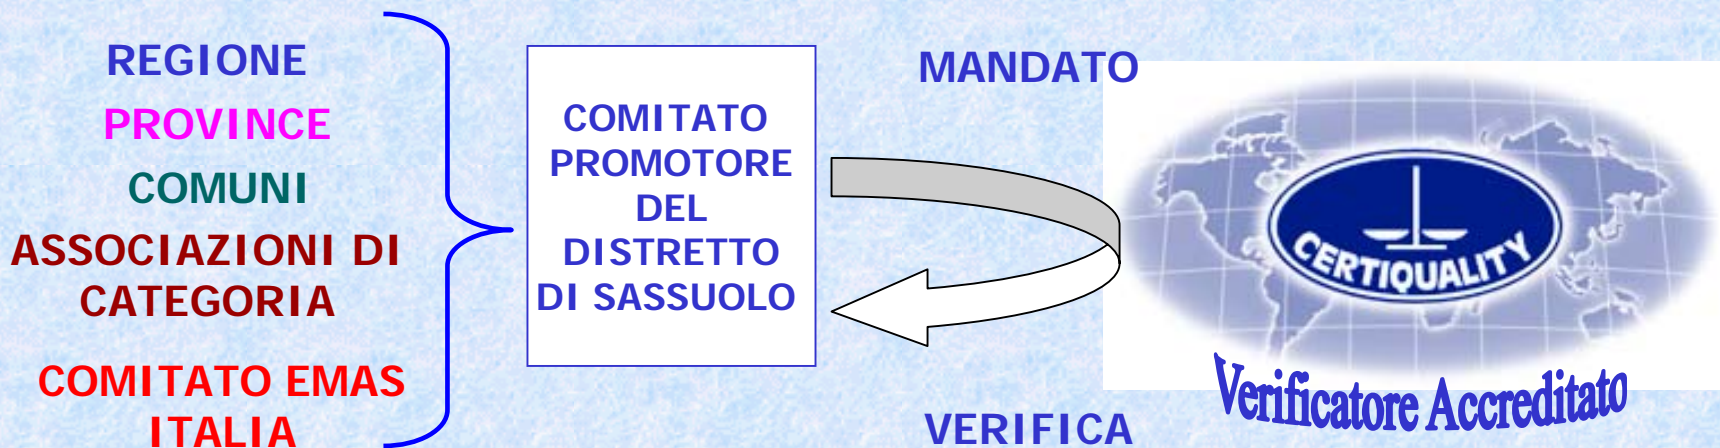 REGIONE
PROVINCE
COMUNI
ASSOCIAZIONI DI
CATEGORIA
COMITATO EMAS
ITALIA
COMITATO
PROMOTORE
DEL
DISTRETTO
DI SASSUOLO
MANDATO
VERIFICA
CERTIQUALITY
Verificatore Accreditato